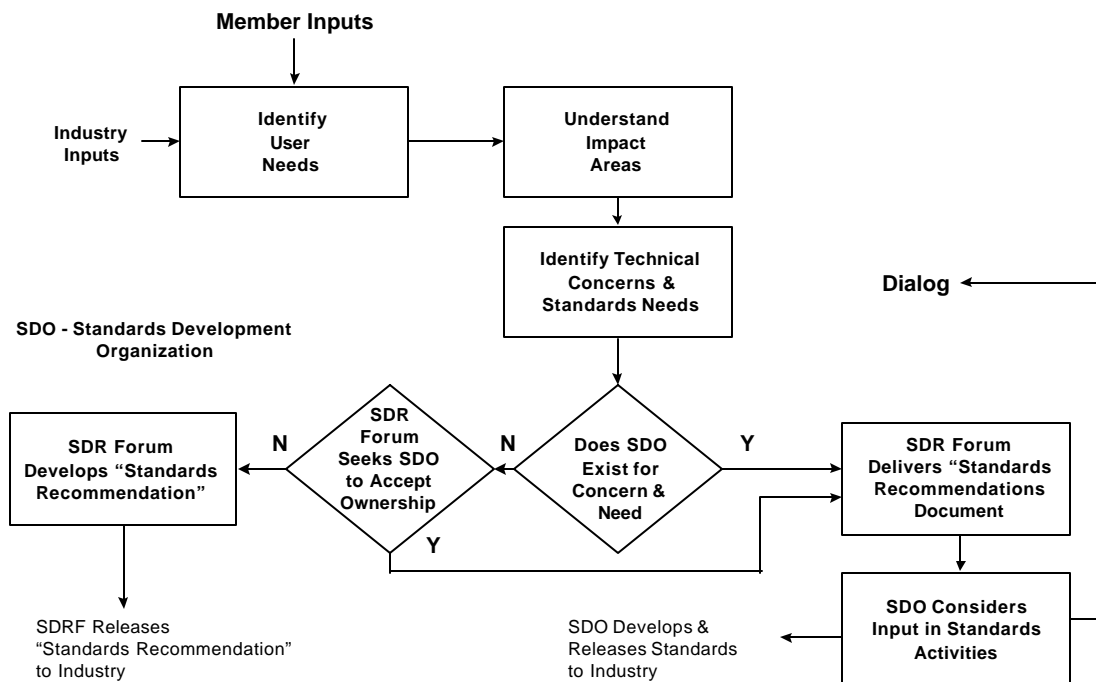 Member Inputs
Industry
Inputs
Identify
User
Needs
Understand
Impact
Areas
Identify Technical
Concerns &
Standards Needs
Dialog
SDO - Standards Development
Organization
SDR Forum
Develops “Standards
Recommendation”
N
SDR
Forum
Seeks SDO
to Accept
Ownership
N
Does SDO
Exist for
Concern &
Need
Y
SDR Forum
Delivers “Standards
Recommendations
Document
Y
SDRF Releases
“Standards Recommendation”
to Industry
SDO Develops &
Releases Standards
to Industry
SDO Considers
Input in Standards
Activities